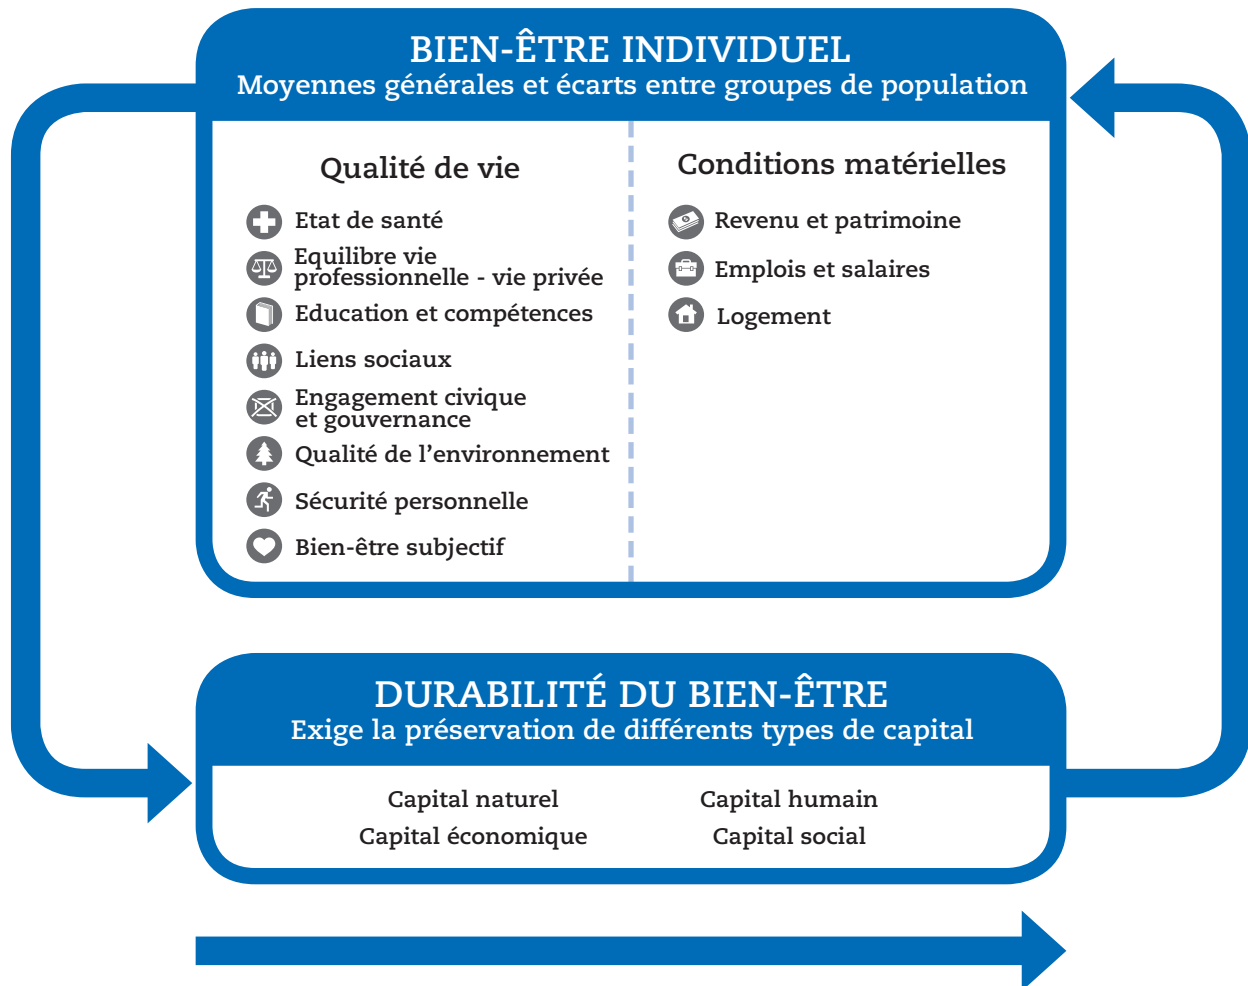 BIEN-ÊTRE INDIVIDUEL
Moyennes générales et écarts entre groupes de population
Qualité de vie
Etat de santé
Equilibre vie
professionnelle - vie privée
Education et compétences
Liens sociaux
Engagement civique
et gouvernance
Qualité de l'environnement
Sécurité personnelle
Bien-être subjectif
Conditions matérielles
Revenu et patrimoine
Emplois et salaires
Logement
DURABILITÉ DU BIEN-ÊTRE
Exige la préservation de différents types de capital
Capital naturel
Capital humain
Capital économique
Capital social